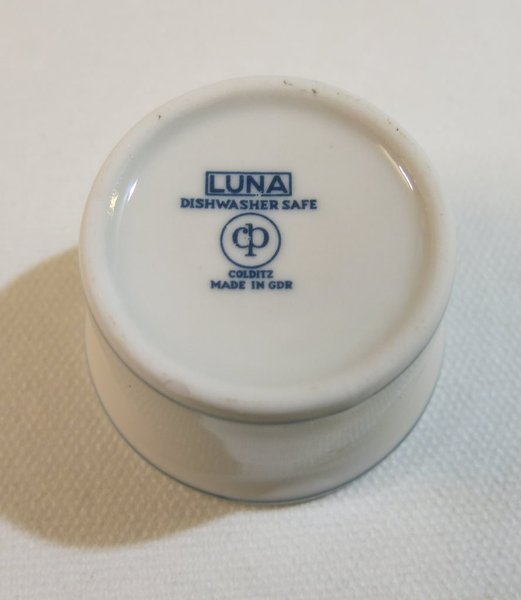 LUNA
DISHWASHER SAFE
cp
COLDITZ
MADE IN GDR